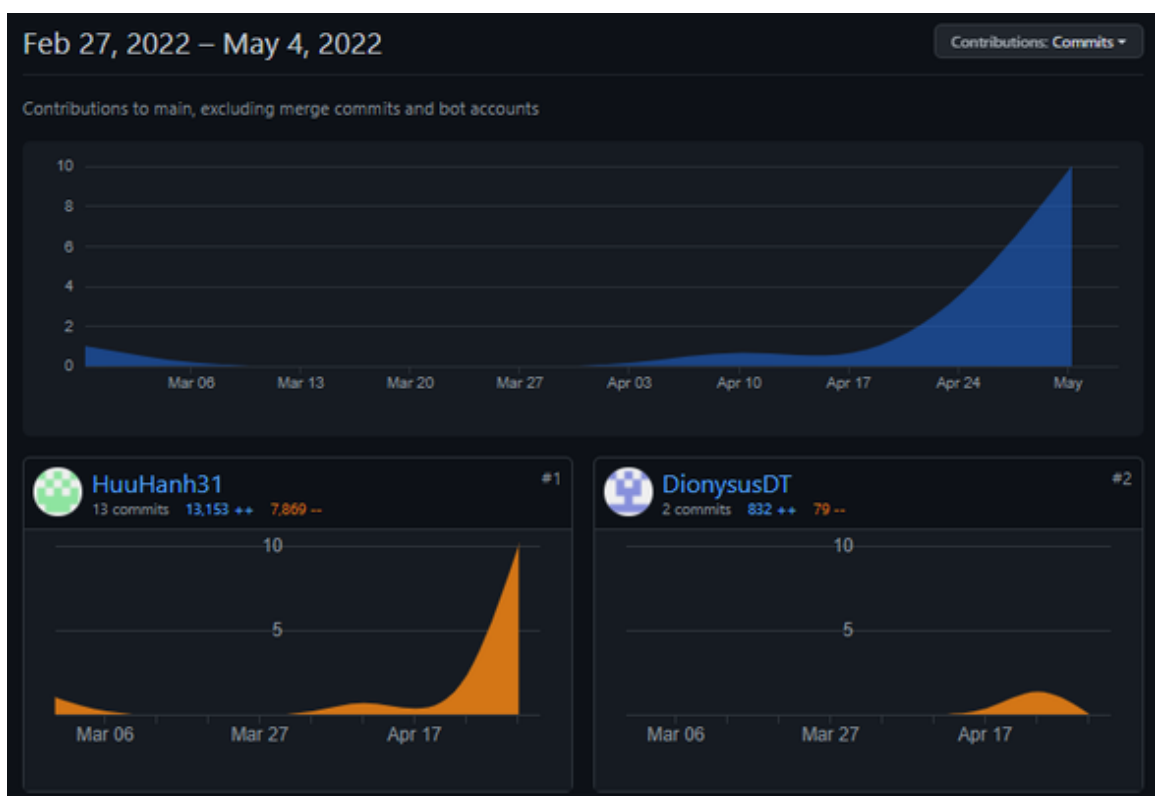 Feb 27, 2022 – May 4, 2022
Contributions: Commits
Contributions to main, excluding merge commits and bot accounts
10
8
6
4
2
0
Mar 06 Mar 13 Mar 20 Mar 27 Apr 03 Apr 10 Apr 17 Apr 24 May
HuuHanh31 #1
13 commits 13,153 ++ 7,869 --
10
5
Mar 06 Mar 27 Apr 17
DionysusDT #2
2 commits 832 ++ 79 --
10
5
Mar 06 Mar 27 Apr 17